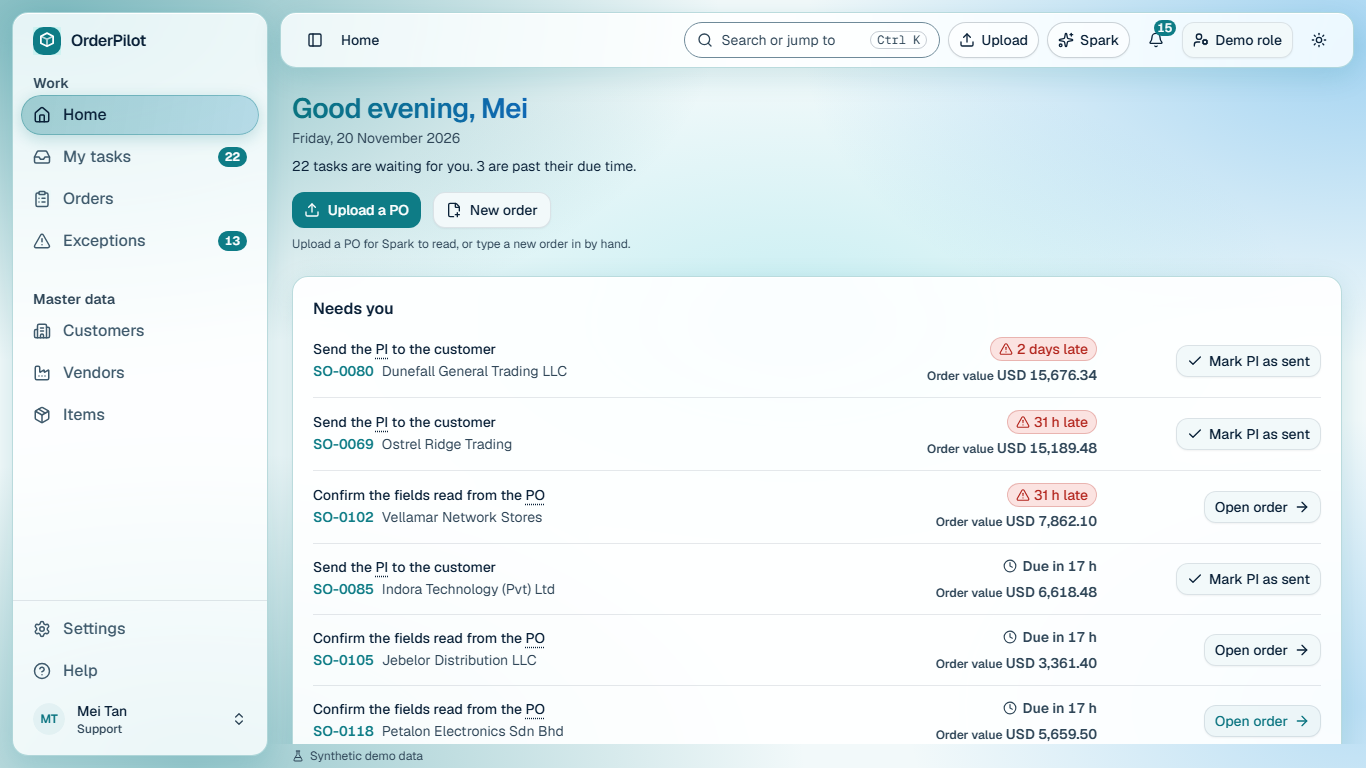 OrderPilot
Work
Home
My tasks 22
Orders
Exceptions 13
Master data
Customers
Vendors
Items
Settings
Help
MT
Mei Tan
Support
Home
Search or jump to Ctrl K
Upload
Spark
15
Demo role
Good evening, Mei
Friday, 20 November 2026
22 tasks are waiting for you. 3 are past their due time.
Upload a PO
New order
Upload a PO for Spark to read, or type a new order in by hand.
Needs you
Send the PI to the customer
SO-0080 Dunefall General Trading LLC
2 days late
Order value USD 15,676.34
Mark PI as sent
Send the PI to the customer
SO-0069 Ostrel Ridge Trading
31 h late
Order value USD 15,189.48
Mark PI as sent
Confirm the fields read from the PO
SO-0102 Vellamar Network Stores
31 h late
Order value USD 7,862.10
Open order
Send the PI to the customer
SO-0085 Indora Technology (Pvt) Ltd
Due in 17 h
Order value USD 6,618.48
Mark PI as sent
Confirm the fields read from the PO
SO-0105 Jebelor Distribution LLC
Due in 17 h
Order value USD 3,361.40
Open order
Confirm the fields read from the PO
SO-0118 Petalon Electronics Sdn Bhd
Due in 17 h
Order value USD 5,659.50
Open order
Synthetic demo data